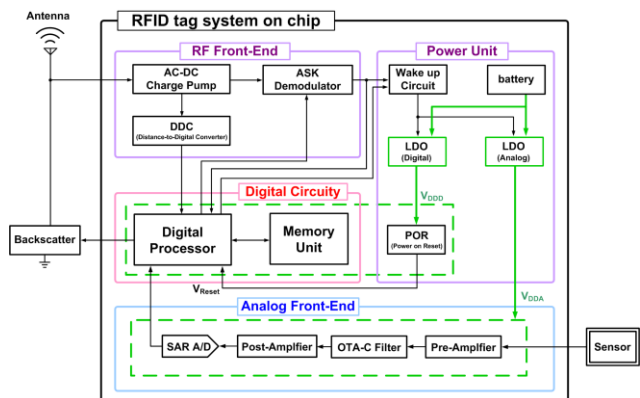 RFID tag system on chip
Antenna
RF Front-End
Power Unit
AC-DC
Charge Pump
ASK
Demodulator
Wake up
Circuit
battery
DDC
(Distance-to-Digital Converter)
LDO
(Digital)
LDO
(Analog)
Digital Circuity
VDDD
Digital
Processor
Memory
Unit
POR
(Power on Reset)
Backscatter
VReset
VDDA
Analog Front-End
SAR A/D
Post-Amplfier
OTA-C Filter
Pre-Amplfier
Sensor